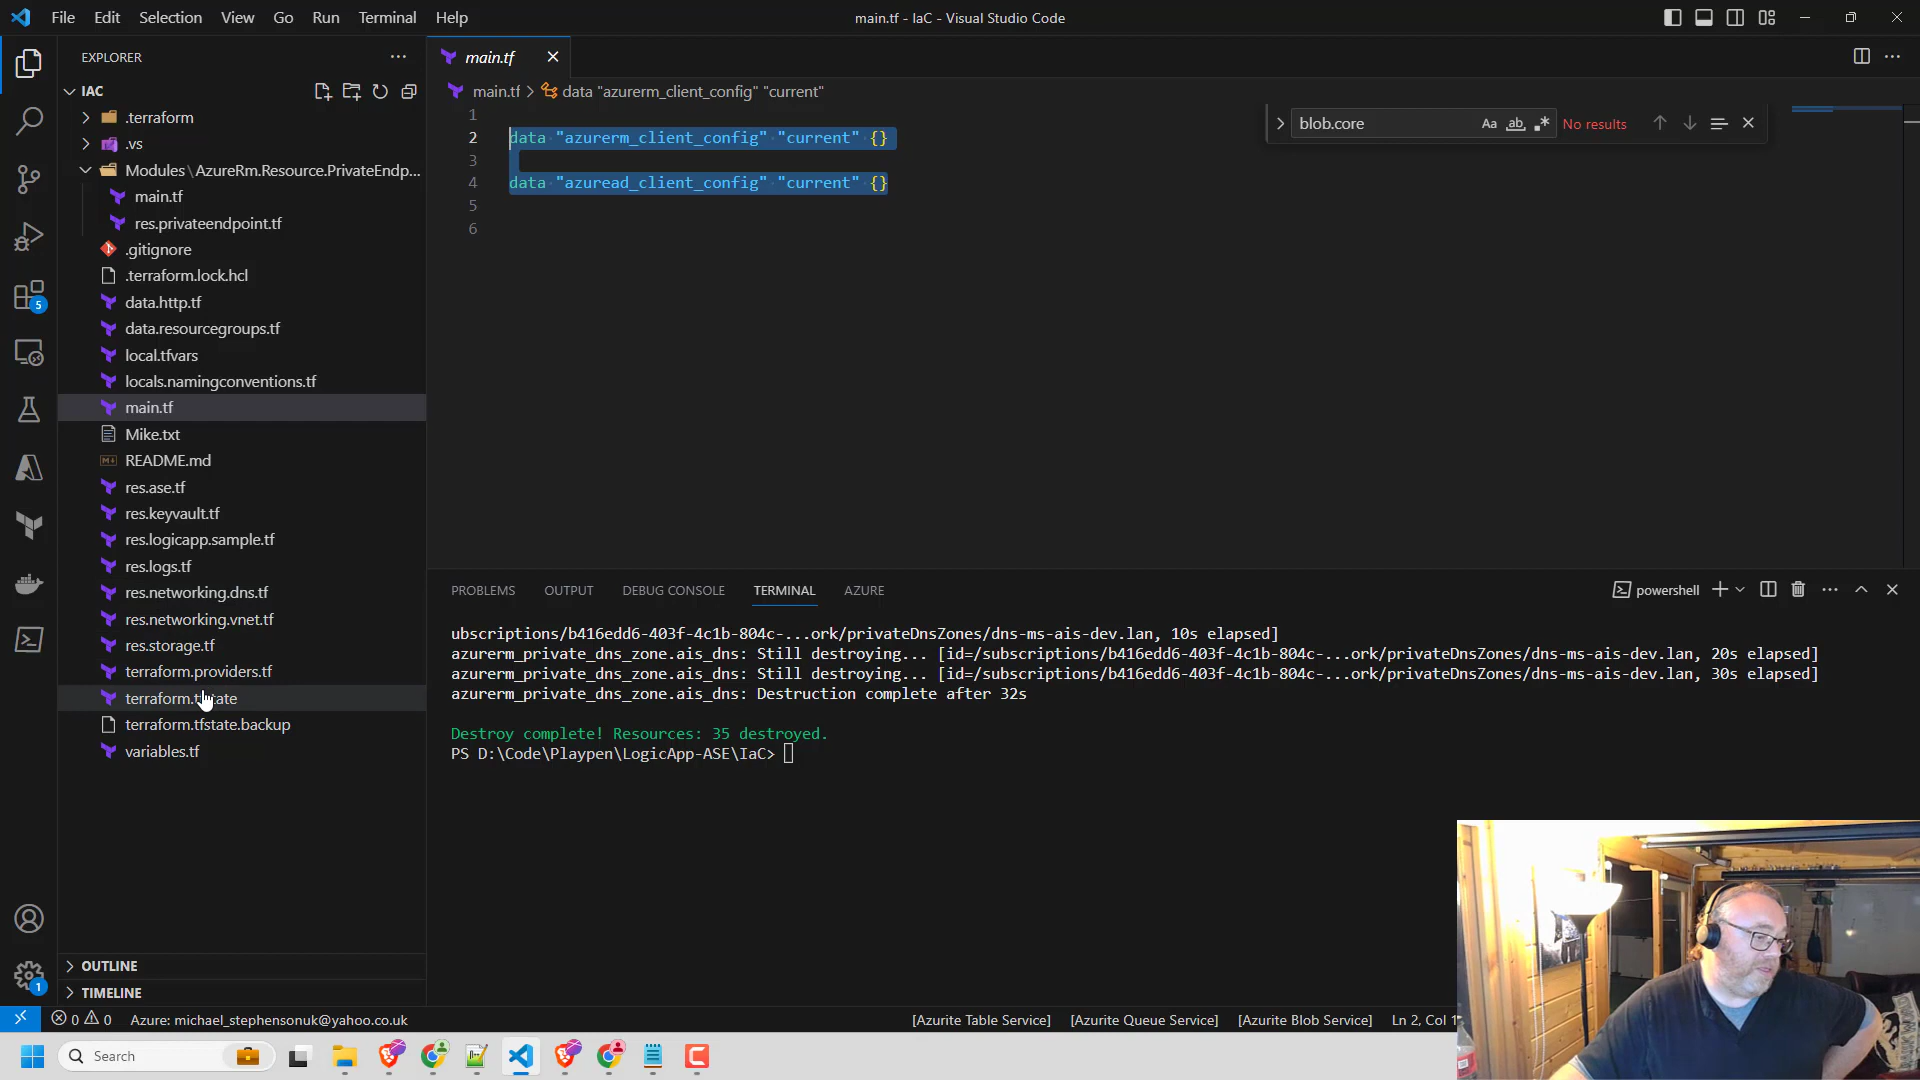 File Edit Selection View Go Run Terminal Help
main.tf - IaC - Visual Studio Code
EXPLORER
IAC
.terraform
.vs
Modules\AzureRm.Resource.PrivateEndp...
main.tf
res.privateendpoint.tf
.gitignore
.terraform.lock.hcl
data.http.tf
data.resourcegroups.tf
local.tfvars
locals.namingconventions.tf
main.tf
Mike.txt
README.md
res.ase.tf
res.keyvault.tf
res.logicapp.sample.tf
res.logs.tf
res.networking.dns.tf
res.networking.vnet.tf
res.storage.tf
terraform.providers.tf
terraform.tfstate
terraform.tfstate.backup
variables.tf
OUTLINE
TIMELINE
5
1
main.tf
main.tf > data "azurerm_client_config" "current"
1
2 data "azurerm_client_config" "current" {}
3
4 data "azuread_client_config" "current" {}
5
6
blob.core Aa ab .* No results
PROBLEMS OUTPUT DEBUG CONSOLE TERMINAL AZURE
powershell
ubscriptions/b416edd6-403f-4c1b-804c-...ork/privateDnsZones/dns-ms-ais-dev.lan, 10s elapsed]
azurerm_private_dns_zone.ais_dns: Still destroying... [id=/subscriptions/b416edd6-403f-4c1b-804c-...ork/privateDnsZones/dns-ms-ais-dev.lan, 20s elapsed]
azurerm_private_dns_zone.ais_dns: Still destroying... [id=/subscriptions/b416edd6-403f-4c1b-804c-...ork/privateDnsZones/dns-ms-ais-dev.lan, 30s elapsed]
azurerm_private_dns_zone.ais_dns: Destruction complete after 32s
Destroy complete! Resources: 35 destroyed.
PS D:\Code\Playpen\LogicApp-ASE\IaC>
0 0 Azure: michael_stephensonuk@yahoo.co.uk
[Azurite Table Service] [Azurite Queue Service] [Azurite Blob Service] Ln 2, Col 1
Search